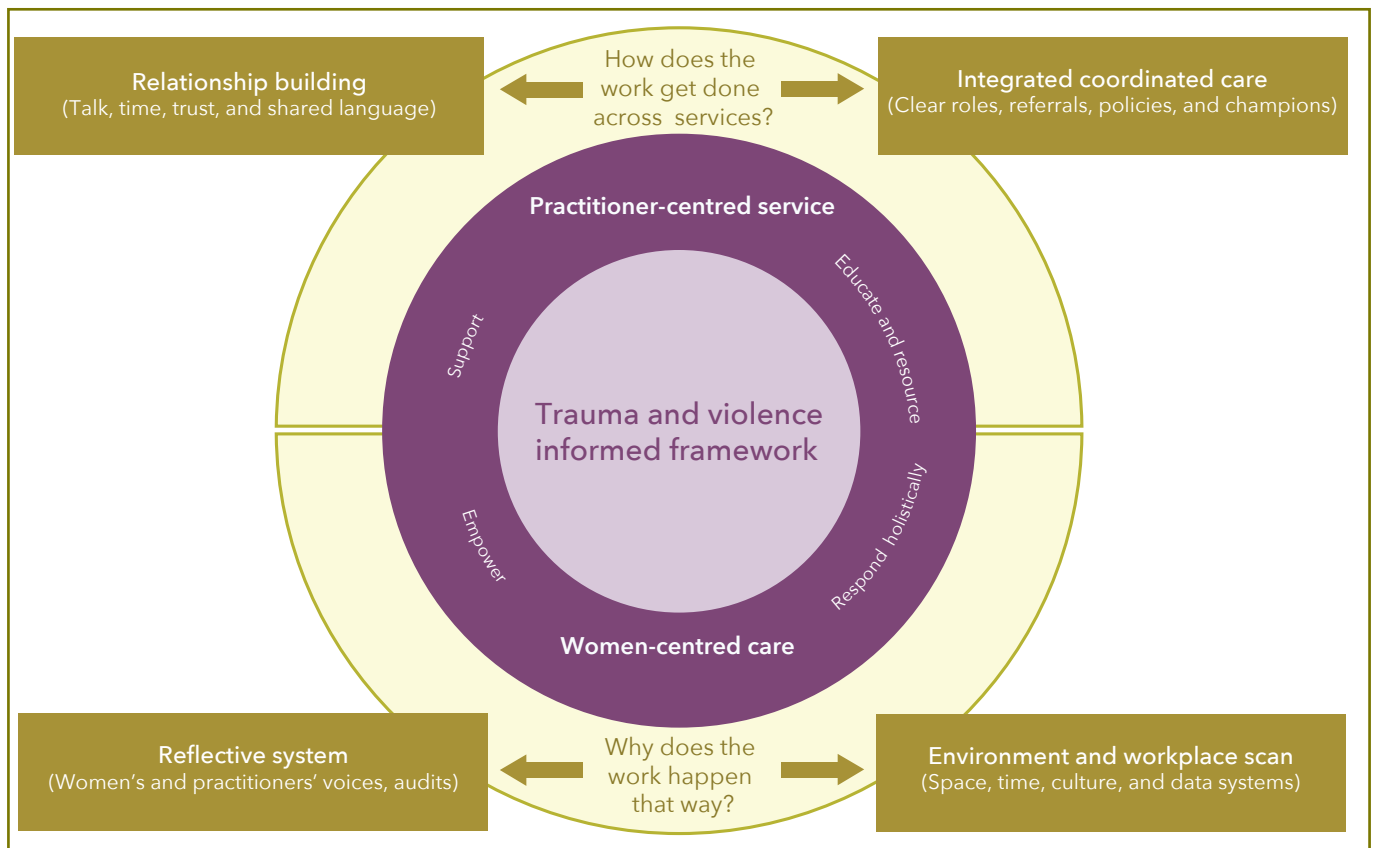 Relationship building
(Talk, time, trust, and shared language)
How does the
work get done
across services?
Integrated coordinated care
(Clear roles, referrals, policies, and champions)
Practitioner-centred service
Support
Educate and resource
Trauma and violence
informed framework
Empower
Respond holistically
Women-centred care
Reflective system
(Women’s and practitioners’ voices, audits)
Why does the
work happen
that way?
Environment and workplace scan
(Space, time, culture, and data systems)